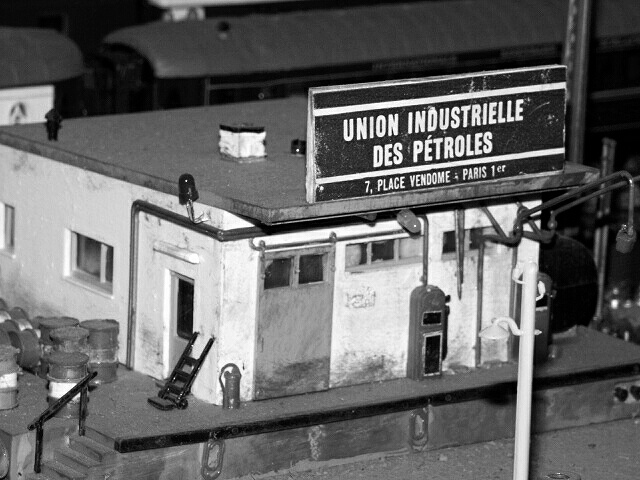 UNION INDUSTRIELLE
DES PÉTROLES
7, PLACE VENDOME - PARIS 1er